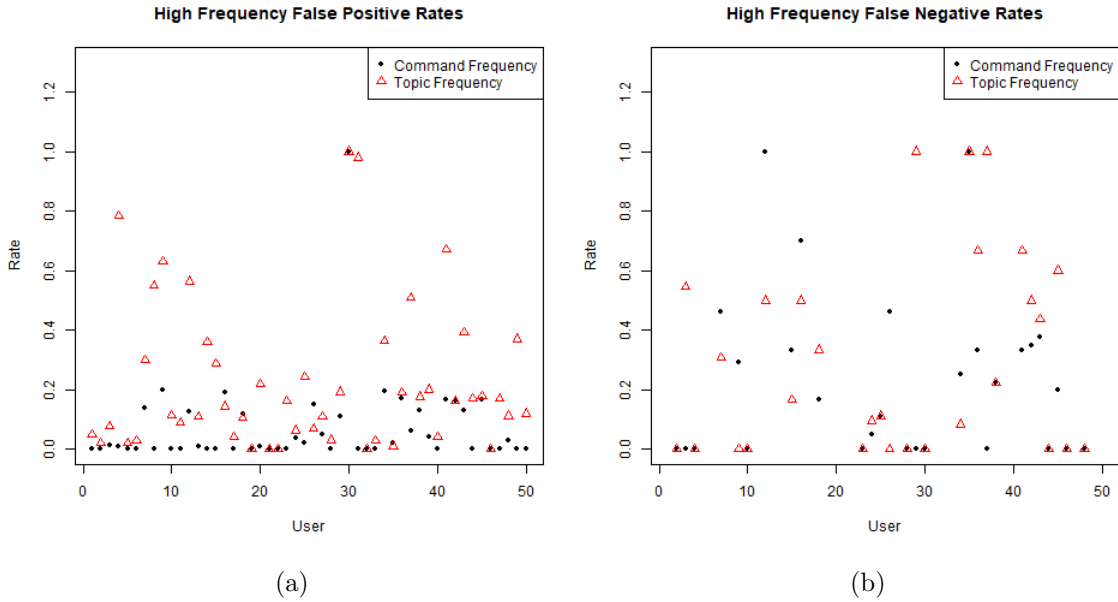 High Frequency False Positive Rates
Command Frequency
Topic Frequency
Rate
0.0 0.2 0.4 0.6 0.8 1.0 1.2
0 10 20 30 40 50
User
(a)
High Frequency False Negative Rates
Command Frequency
Topic Frequency
Rate
0.0 0.2 0.4 0.6 0.8 1.0 1.2
0 10 20 30 40 50
User
(b)